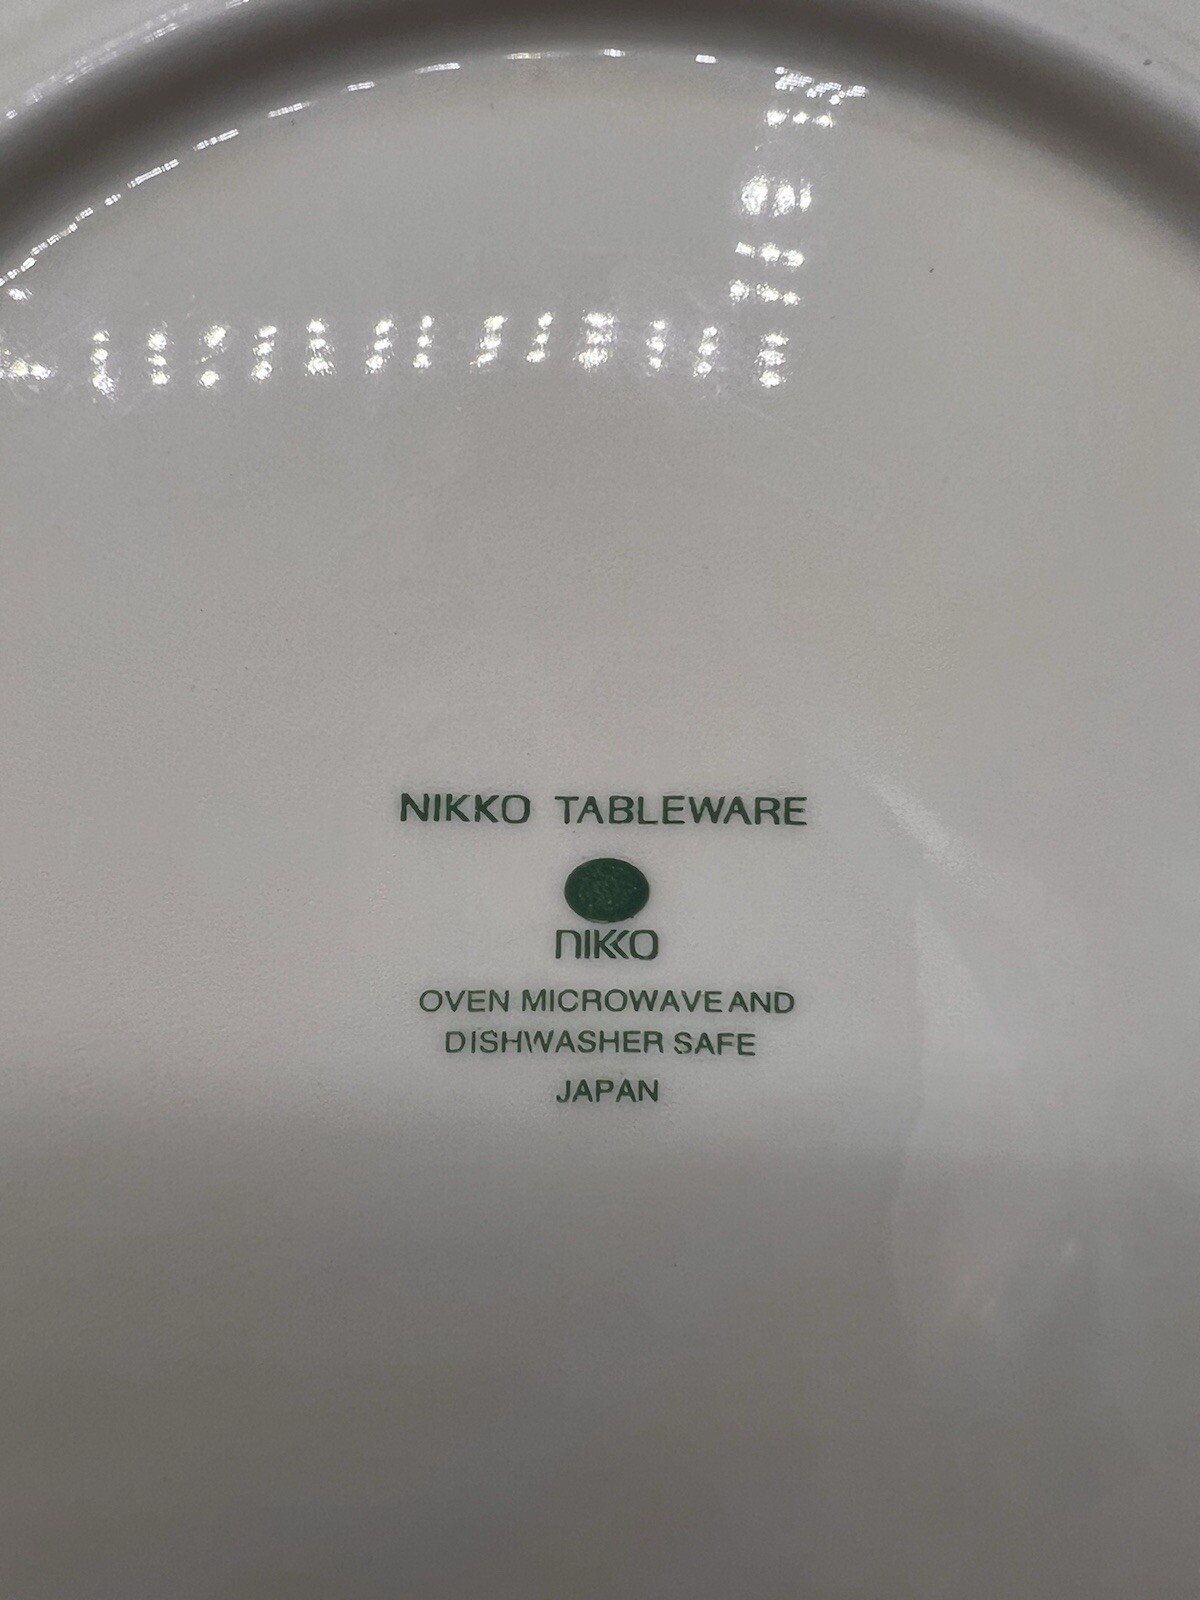 NIKKO TABLEWARE
nikko
OVEN MICROWAVE AND
DISHWASHER SAFE
JAPAN